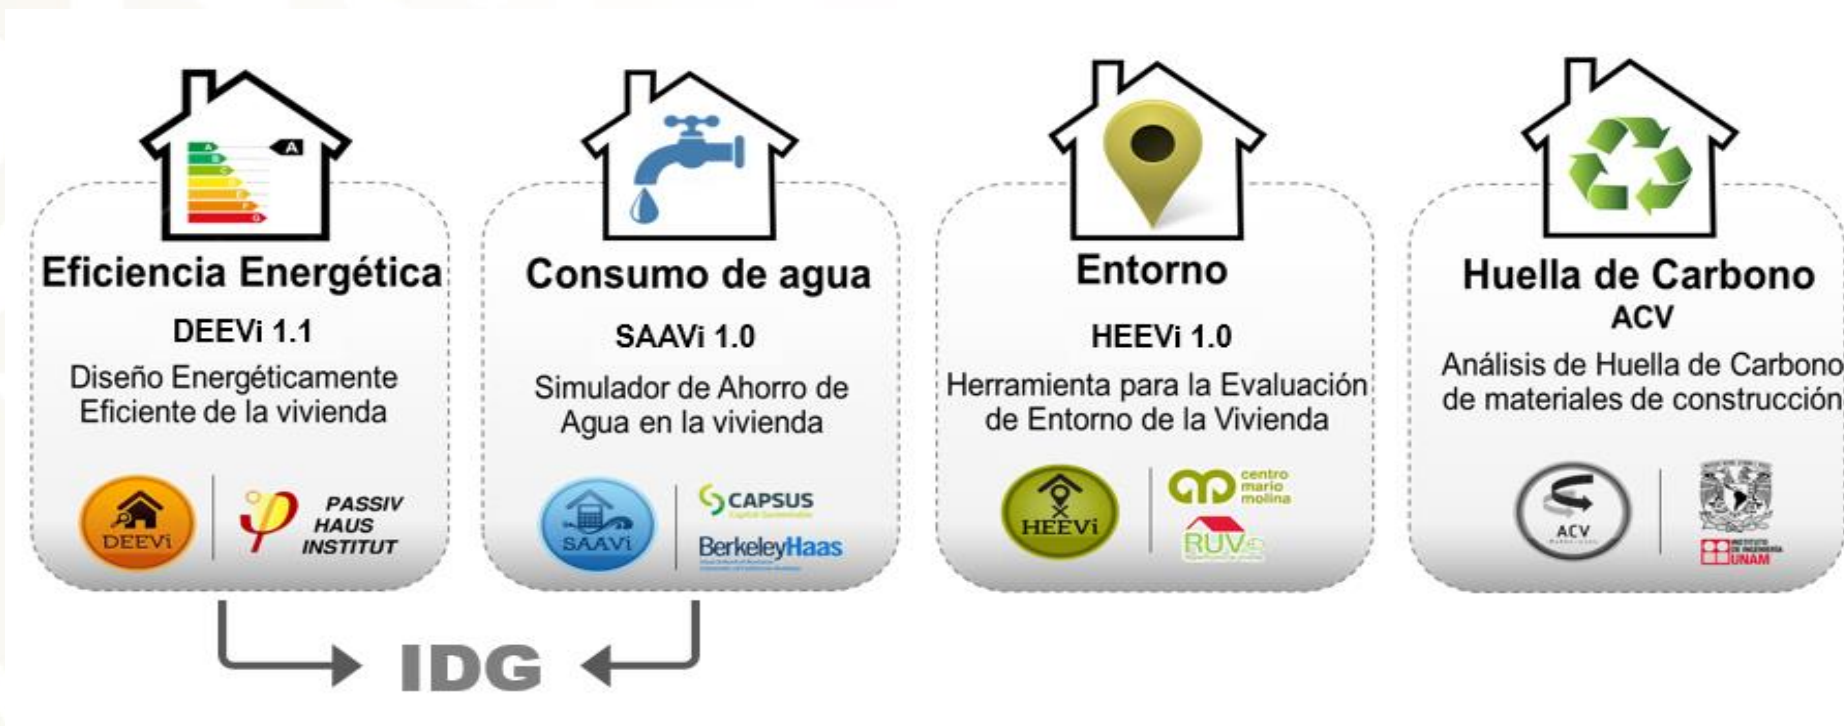 A
B
C
D
E
F
G
A
Eficiencia Energética
DEEVi 1.1
Diseño Energéticamente
Eficiente de la vivienda
DEEVi
PASSIV
HAUS
INSTITUT
Consumo de agua
SAAVi 1.0
Simulador de Ahorro de
Agua en la vivienda
SAAVi
CAPSUS
BerkeleyHaas
Entorno
HEEVi 1.0
Herramienta para la Evaluación
de Entorno de la Vivienda
HEEVi
centro
mario
molina
RUV
Huella de Carbono
ACV
Análisis de Huella de Carbono
de materiales de construcción
ACV
INSTITUTO
DE INGENIERÍA
UNAM
IDG